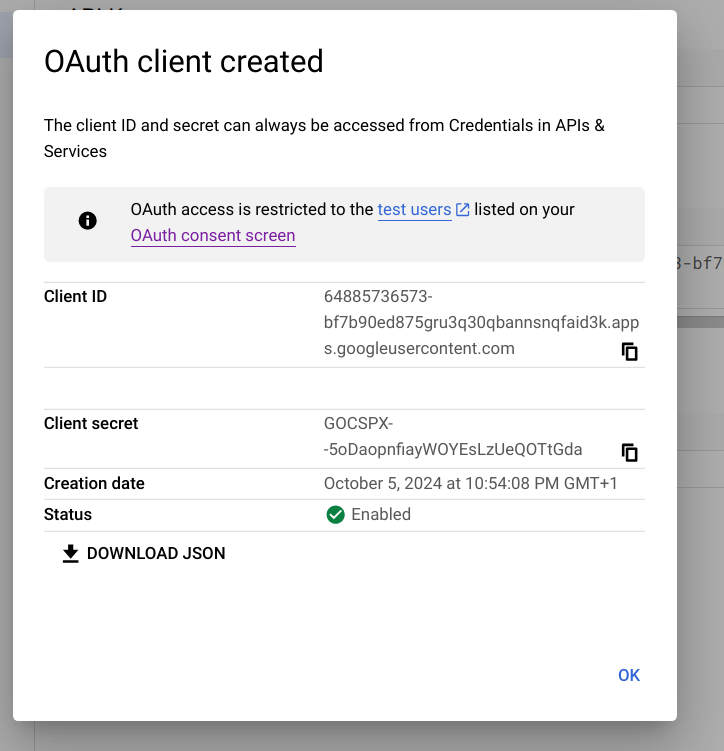 OAuth client created
The client ID and secret can always be accessed from Credentials in APIs &
Services
OAuth access is restricted to the test users listed on your
OAuth consent screen
Client ID
64885736573-
bf7b90ed875gru3q30qbannsnqfaid3k.app
s.googleusercontent.com
Client secret
GOCSPX-
-5oDaopnfiayWOYEsLzUeQOTtGda
Creation date
October 5, 2024 at 10:54:08 PM GMT+1
Status
Enabled
DOWNLOAD JSON
OK